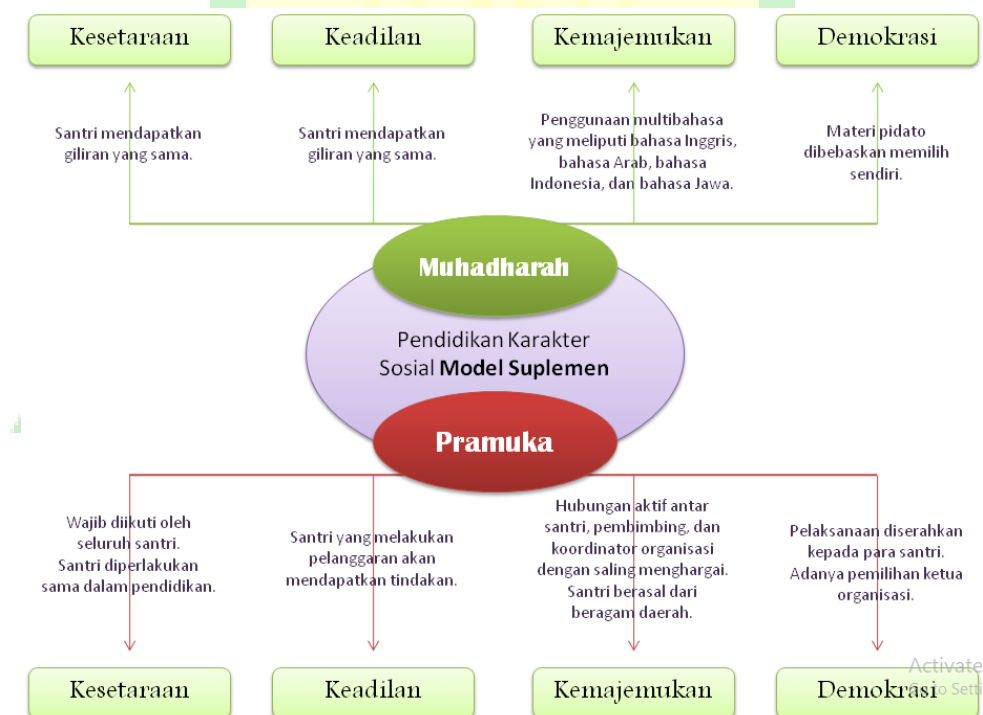 Kesetaraan
Keadilan
Kemajemukan
Demokrasi
Santri mendapatkan
giliran yang sama.
Santri mendapatkan
giliran yang sama.
Penggunaan multibahasa
yang meliputi bahasa Inggris,
bahasa Arab, bahasa
Indonesia, dan bahasa Jawa.
Materi pidato
dibebaskan memilih
sendiri.
Muhadharah
Pendidikan Karakter
Sosial Model Suplemen
Pramuka
Wajib diikuti oleh
seluruh santri.
Santri diperlakukan
sama dalam pendidikan.
Santri yang melakukan
pelanggaran akan
mendapatkan tindakan.
Hubungan aktif antar
santri, pembimbing, dan
koordinator organisasi
dengan saling menghargai.
Santri berasal dari
beragam daerah.
Pelaksanaan diserahkan
kepada para santri.
Adanya pemilihan ketua
organisasi.
Kesetaraan
Keadilan
Kemajemukan
Demokrasi
Activate
to Setti